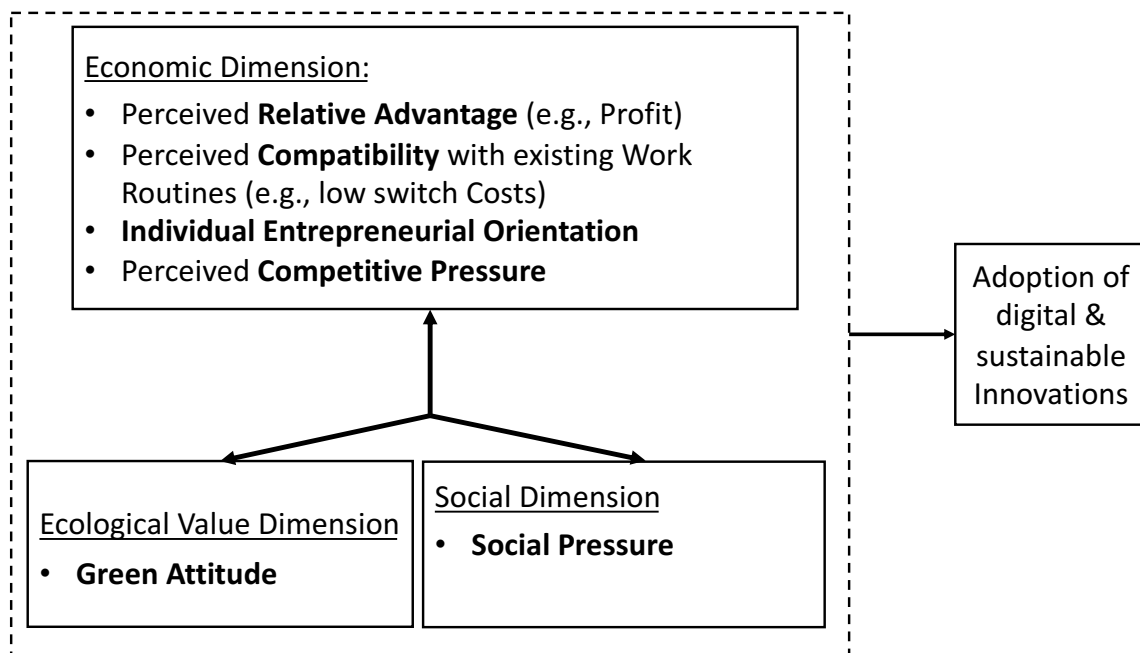 Economic Dimension:
• Perceived Relative Advantage (e.g., Profit)
• Perceived Compatibility with existing Work
Routines (e.g., low switch Costs)
• Individual Entrepreneurial Orientation
• Perceived Competitive Pressure
Adoption of
digital &
sustainable
Innovations
Ecological Value Dimension
• Green Attitude
Social Dimension
• Social Pressure